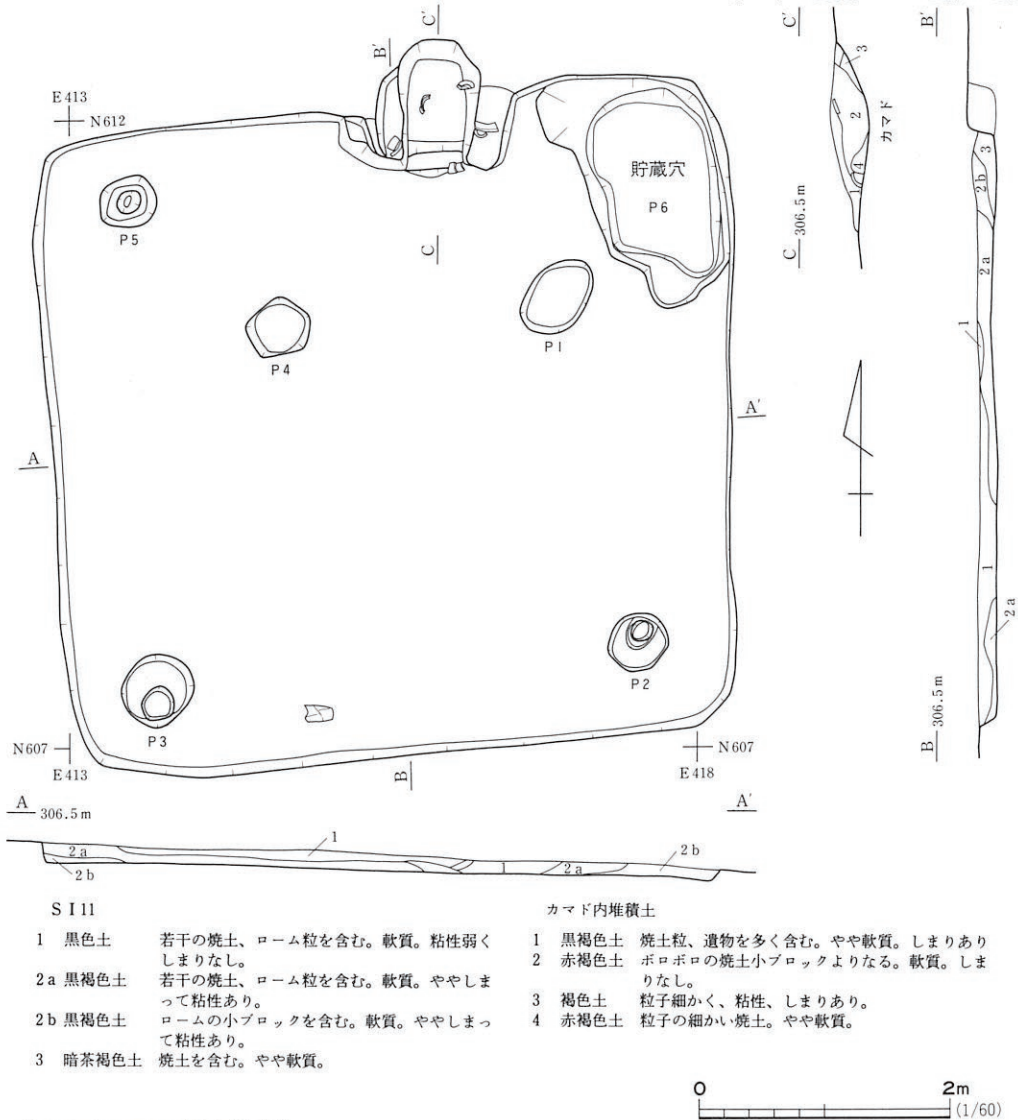 C'
B'
E413
N612
貯蔵穴
P6
P5
C
P4
P1
A
A'
P2
P3
N607
E413
B
N607
E418
C'
3
2
カマド
4
1
C 306.5m
B'
3
2b
2a
1
1
2a
B 306.5m
A 306.5m
A'
2a
2b
1
1
2a
2b
SI11
1 黒色土 若干の焼土、ローム粒を含む。軟質。粘性弱く
しまりなし。
2a 黒褐色土 若干の焼土、ローム粒を含む。軟質。ややしま
って粘性あり。
2b 黒褐色土 ロームの小ブロックを含む。軟質。ややしまっ
て粘性あり。
3 暗茶褐色土 焼土を含む。やや軟質。
カマド内堆積土
1 黒褐色土 焼土粒、遺物を多く含む。やや軟質。しまりあり
2 赤褐色土 ボロボロの焼土小ブロックよりなる。軟質。しま
りなし。
3 褐色土 粒子細かく、粘性、しまりあり。
4 赤褐色土 粒子の細かい焼土。やや軟質。
0 2m
(1/60)